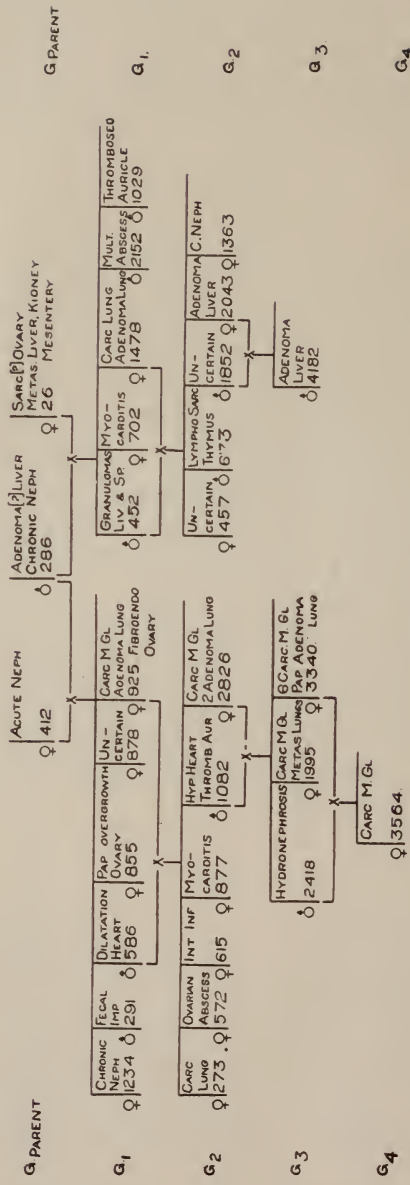 G. PARENT
ACUTE NEPH
♀ 412
ADENOMA [?] LIVER
CHRONIC NEPH
♂ 286
SARC [?] OVARY
METAS. LIVER, KIDNEY
♀ 26 MESENTERY
G. PARENT
G1
CHRONIC
NEPH
♀ 1234
FECAL
IMP
♂ 291
DILATATION
HEART
♂ 586
PAP OVERGROWTH
OVARY
♀ 855
UN-
CERTAIN
♀ 878
CARC M GL
ADENOMA LUNG
♀ 925 FIBROENDO
OVARY
GRANULOMAS
LIV & SP.
♂ 452
MYO-
CARDITIS
♀ 702
CARC LUNG
ADENOMA LUNG
♀ 1478
MULT.
ABSCESS
♂ 2152
THROMBOSED
AURICLE
♂ 1029
G1.
G2
CARC
LUNG
♀ 273
OVARIAN
ABSCESS
♀ 572
INT INF
♀ 615
MYO-
CARDITIS
♀ 877
HYP HEART
THROMB AUR
♂ 1082
CARC M GL
2 ADENOMA LUNG
♀ 2826
UN-
CERTAIN
♀ 457
LYMPHO SARC
THYMUS
♂ 673
UN-
CERTAIN
♂ 1852
ADENOMA
LIVER
♀ 2043
C. NEPH
♀ 1363
G.2
G3
HYDRONEPHROSIS
♂ 2418
CARC M GL
METAS LUNGS
♀ 1995
6 CARC. M. GL
PAP ADENOMA
♀ 3340. LUNG
ADENOMA
LIVER
♂ 4182
G 3.
G4
CARC M. GL
♀ 3564
G4